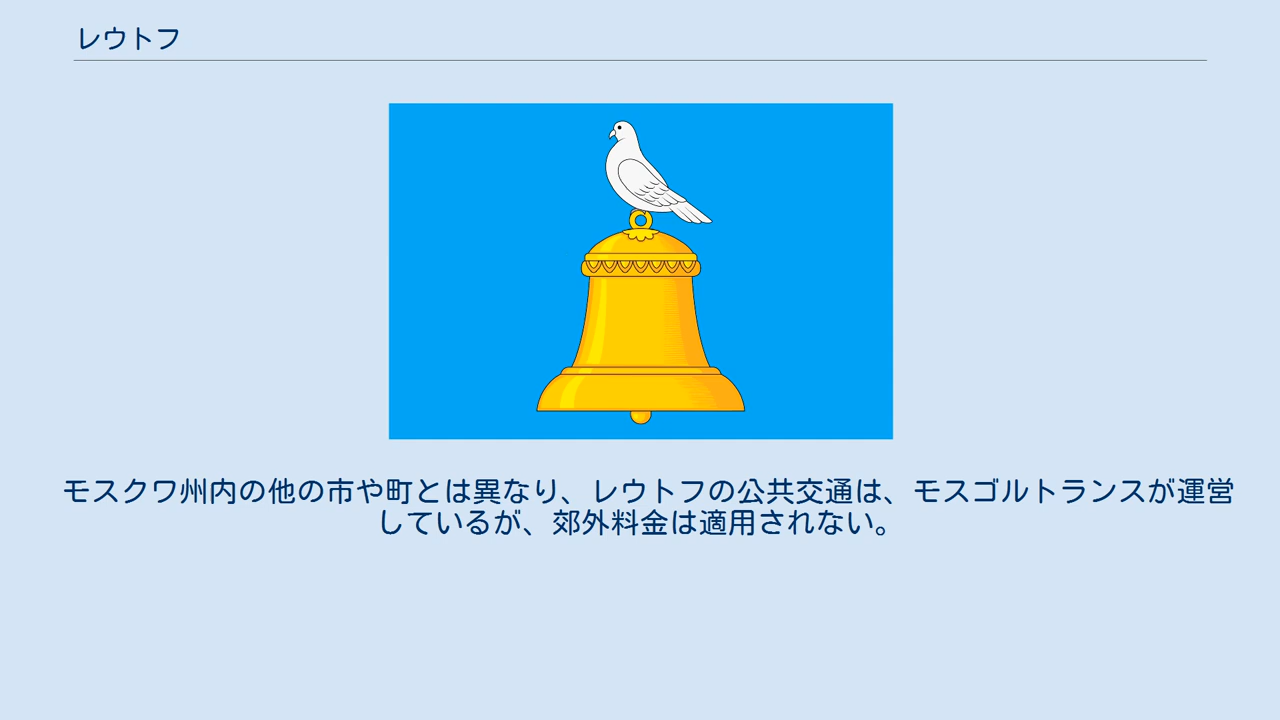 レウトフ
モスクワ州内の他の市や町とは異なり、レウトフの公共交通は、モスゴルトランスが運営
しているが、郊外料金は適用されない。